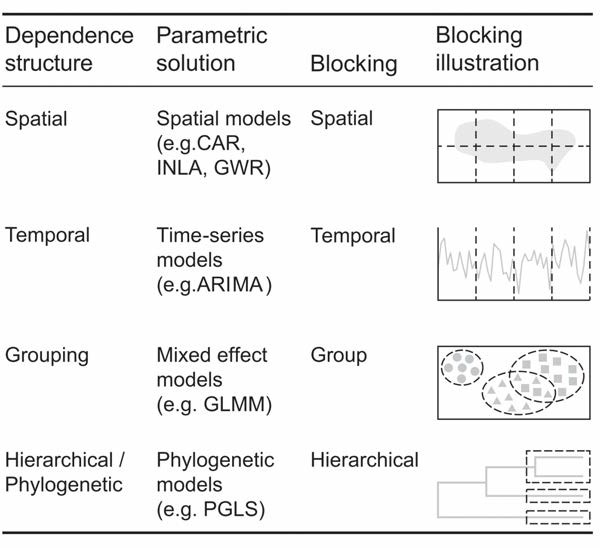 Dependence structure Parametric solution Blocking Blocking illustration
Spatial Spatial models (e.g.CAR, INLA, GWR) Spatial
Temporal Time-series models (e.g.ARIMA) Temporal
Grouping Mixed effect models (e.g. GLMM) Group
Hierarchical / Phylogenetic Phylogenetic models (e.g. PGLS) Hierarchical